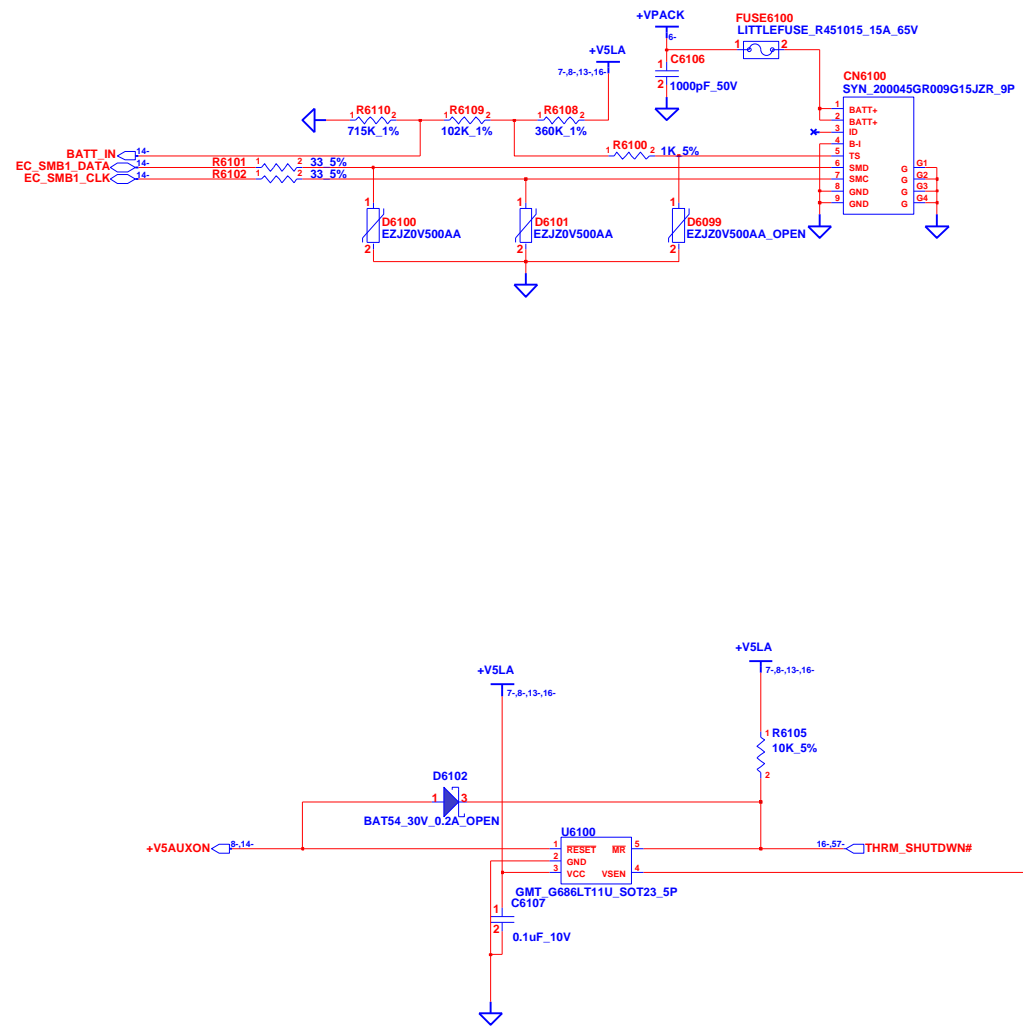 +VPACK
6-
FUSE6100
LITTLEFUSE_R451015_15A_65V
1 2
+V5LA
7-,8-,13-,16-
1 C6106
2 1000pF_50V
CN6100
SYN_200045GR009G15JZR_9P
1 R6110 2
715K_1%
1 R6109 2
102K_1%
1 R6108 2
360K_1%
1 R6100 2 1K_5%
BATT_IN 14-
EC_SMB1_DATA 14-
EC_SMB1_CLK 14-
R6101 1 2 33_5%
R6102 1 2 33_5%
1 BATT+
2 BATT+
3 ID
4 B-I
5 TS
6 SMD G G1
7 SMC G G2
8 GND G G3
9 GND G G4
1
D6100
EZJZ0V500AA
2
1
D6101
EZJZ0V500AA
2
1
D6099
EZJZ0V500AA_OPEN
2
+V5LA
7-,8-,13-,16-
+V5LA
7-,8-,13-,16-
1 R6105
10K_5%
2
D6102
1 3
BAT54_30V_0.2A_OPEN
U6100
+V5AUXON 8-,14-
1 RESET MR 5
2 GND
3 VCC VSEN 4
16-,57- THRM_SHUTDWN#
GMT_G686LT11U_SOT23_5P
C6107
1
2
0.1uF_10V